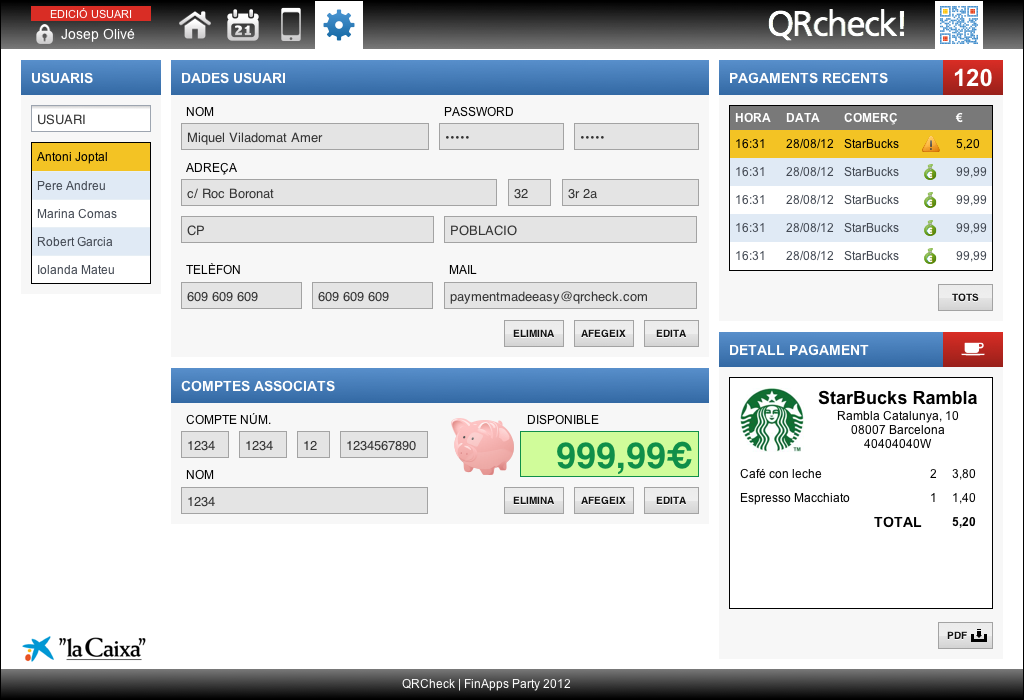 EDICIÓ USUARI
Josep Olivé
21
QRcheck!
USUARIS
USUARI
Antoni Joptal
Pere Andreu
Marina Comas
Robert Garcia
Iolanda Mateu
DADES USUARI
NOM PASSWORD
Miquel Viladomat Amer ••••• •••••
ADREÇA
c/ Roc Boronat 32 3r 2a
CP POBLACIO
TELÈFON MAIL
609 609 609 609 609 609 paymentmadeeasy@qrcheck.com
ELIMINA AFEGEIX EDITA
COMPTES ASSOCIATS
COMPTE NÚM. DISPONIBLE
1234 1234 12 1234567890 999,99€
NOM
1234
ELIMINA AFEGEIX EDITA
PAGAMENTS RECENTS 120
HORA DATA COMERÇ €
16:31 28/08/12 StarBucks 5,20
16:31 28/08/12 StarBucks € 99,99
16:31 28/08/12 StarBucks € 99,99
16:31 28/08/12 StarBucks € 99,99
16:31 28/08/12 StarBucks € 99,99
TOTS
DETALL PAGAMENT
StarBucks Rambla
Rambla Catalunya, 10
08007 Barcelona
40404040W
TM
Café con leche 2 3,80
Espresso Macchiato 1 1,40
TOTAL 5,20
PDF
"la Caixa"
QRCheck | FinApps Party 2012